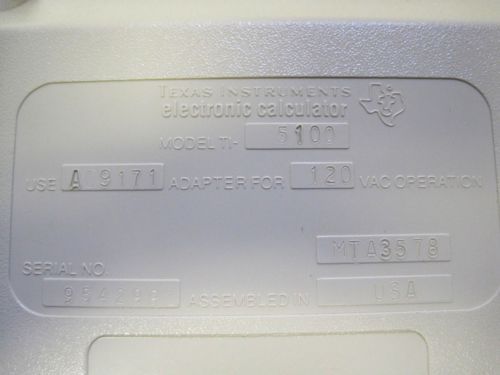 TEXAS INSTRUMENTS
electronic calculator
MODEL TI- 5100
USE A 9171 ADAPTER FOR 120 VAC OPERATION
MTA3578
SERIAL NO.
ASSEMBLED IN USA